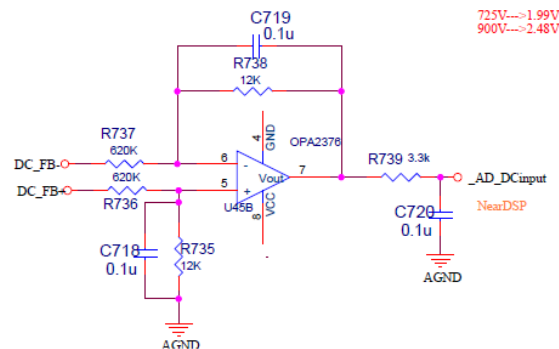 725V--->1.99V
900V--->2.48V
C719
0.1u
R738
12K
GND
4
OPA2376
R737
620K
DC_FB-
6
-
Vout
7
R739
3.3k
_AD_DCinput
DC_FB+
620K
R736
5
+
U45B
8
VCC
C720
0.1u
NearDSP
C718
0.1u
R735
12K
AGND
AGND